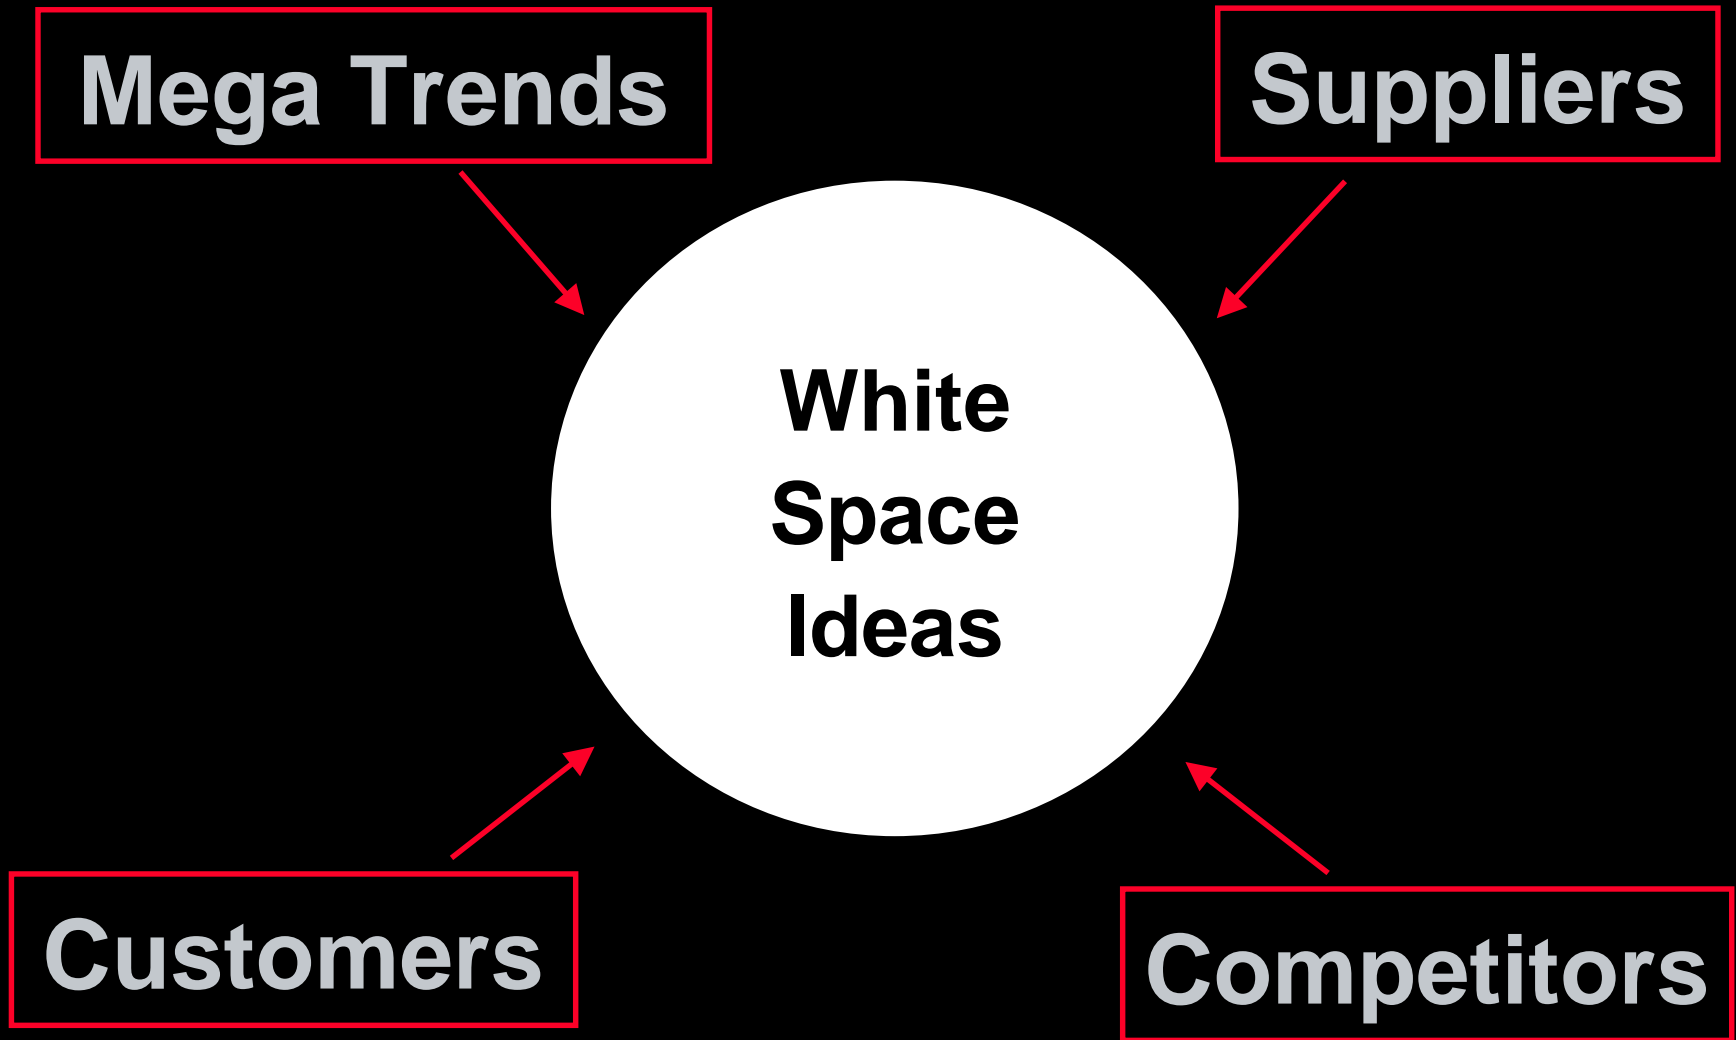 Mega Trends
Suppliers
White
Space
Ideas
Customers
Competitors